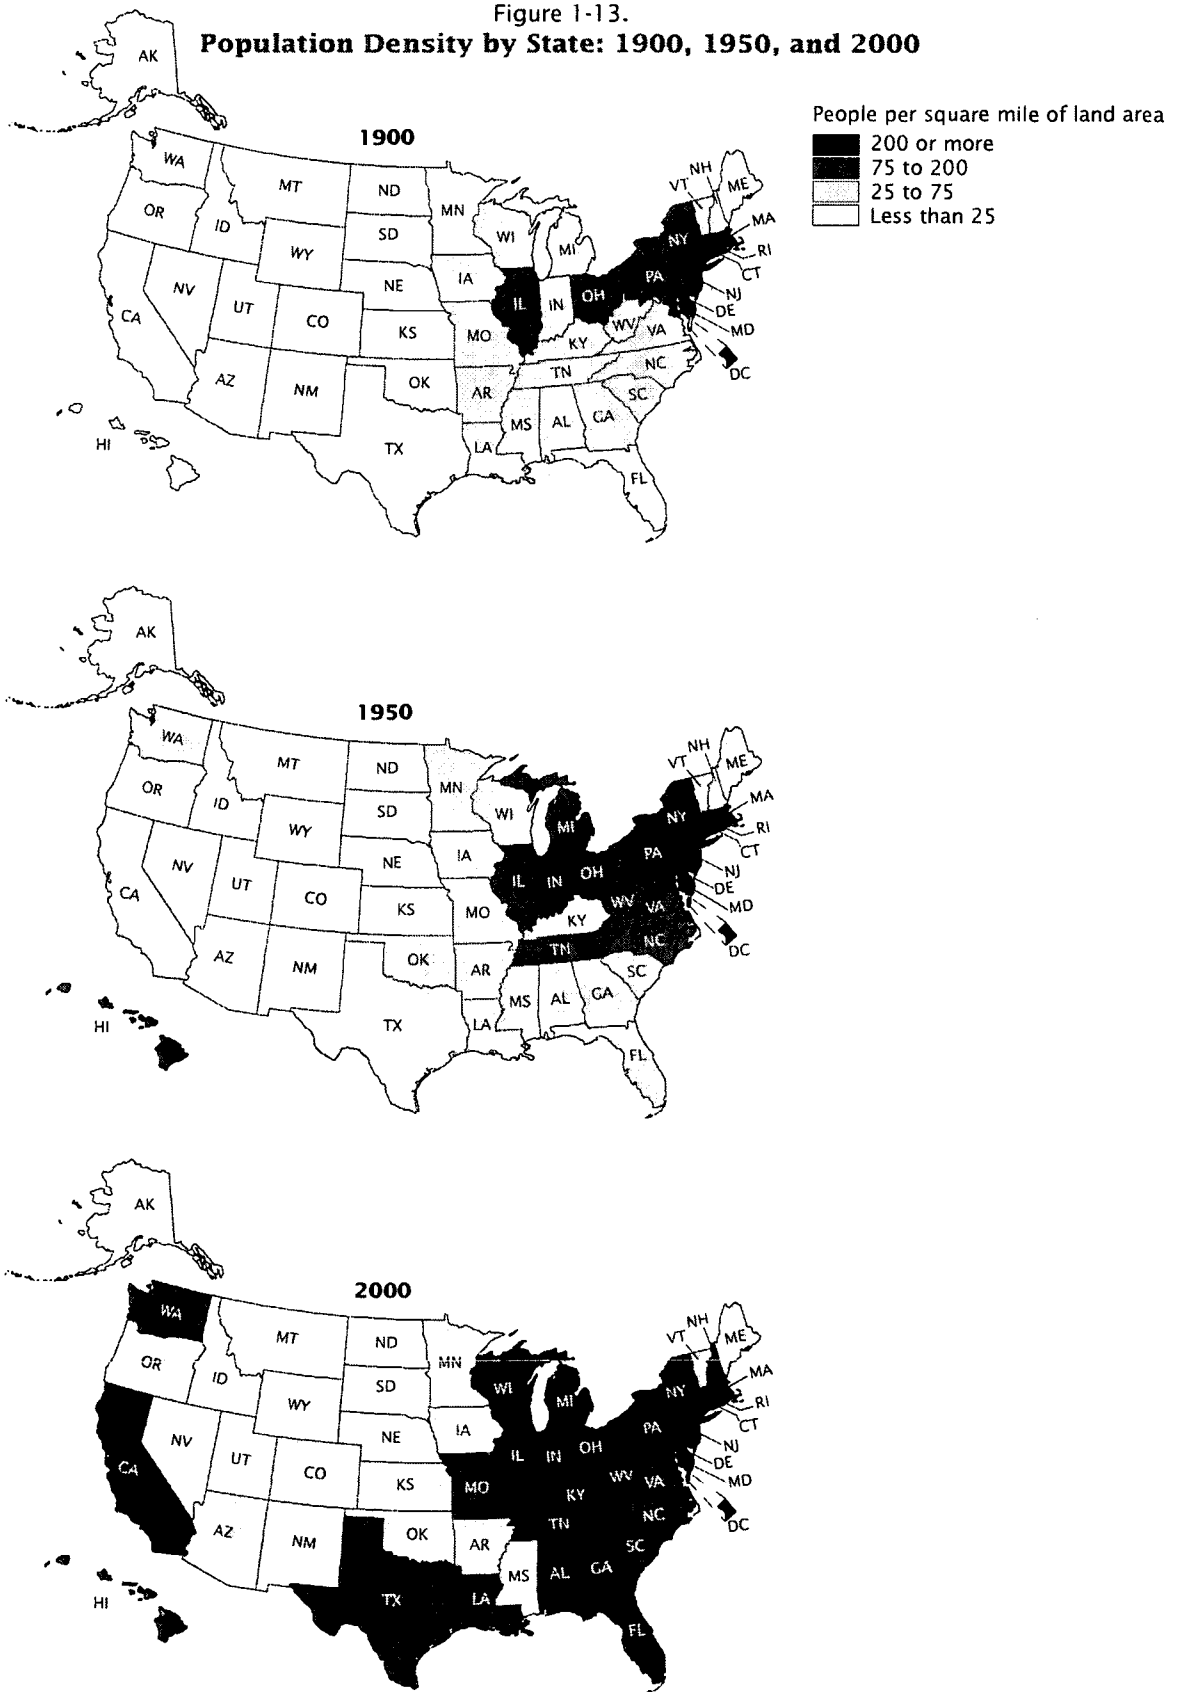 Figure 1-13.
Population Density by State: 1900, 1950, and 2000
People per square mile of land area
200 or more
75 to 200
25 to 75
Less than 25
1900
AK
WA
MT
ND
MN
VT
NH
ME
OR
ID
SD
WI
MI
NY
MA
WY
RI
CT
NV
UT
NE
IA
PA
NJ
CA
CO
IL
IN
OH
DE
KS
MO
WV
VA
MD
KY
DC
AZ
NM
OK
AR
TN
NC
SC
HI
TX
LA
MS
AL
GA
FL
1950
AK
WA
MT
ND
MN
VT
NH
ME
OR
ID
SD
WI
MI
NY
MA
WY
RI
CT
NV
UT
NE
IA
PA
NJ
CA
CO
IL
IN
OH
DE
KS
MO
WV
VA
MD
KY
DC
AZ
NM
OK
AR
TN
NC
SC
HI
TX
LA
MS
AL
GA
FL
2000
AK
WA
MT
ND
MN
VT
NH
ME
OR
ID
SD
WI
MI
NY
MA
WY
RI
CT
NV
UT
NE
IA
PA
NJ
CA
CO
IL
IN
OH
DE
KS
MO
WV
VA
MD
KY
DC
AZ
NM
OK
AR
TN
NC
SC
HI
TX
LA
MS
AL
GA
FL